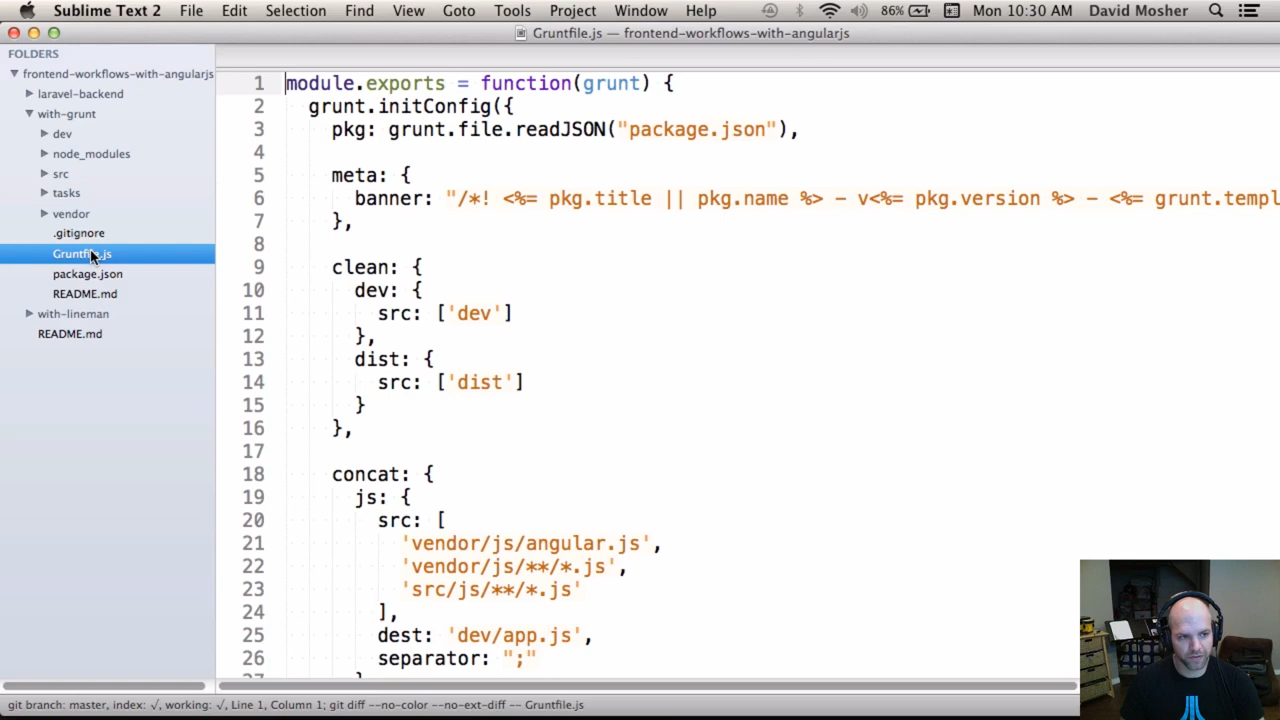 Sublime Text 2 File Edit Selection Find View Goto Tools Project Window Help 86% Mon 10:30 AM David Mosher
Gruntfile.js — frontend-workflows-with-angularjs
FOLDERS
frontend-workflows-with-angularjs
laravel-backend
with-grunt
dev
node_modules
src
tasks
vendor
.gitignore
Gruntfile.js
package.json
README.md
with-lineman
README.md
1 module.exports = function(grunt) {
2 grunt.initConfig({
3 pkg: grunt.file.readJSON("package.json"),
4
5 meta: {
6 banner: "/*! <%= pkg.title || pkg.name %> - v<%= pkg.version %> - <%= grunt.templ
7 },
8
9 clean: {
10 dev: {
11 src: ['dev']
12 },
13 dist: {
14 src: ['dist']
15 }
16 },
17
18 concat: {
19 js: {
20 src: [
21 'vendor/js/angular.js',
22 'vendor/js/**/*.js',
23 'src/js/**/*.js'
24 ],
25 dest: 'dev/app.js',
26 separator: ";"
git branch: master, index: √, working: √, Line 1, Column 1; git diff --no-color --no-ext-diff -- Gruntfile.js